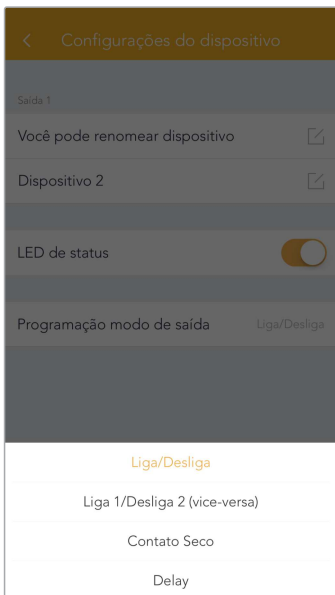 Configurações do dispositivo
Saída 1
Você pode renomear dispositivo
Dispositivo 2
LED de status
Programação modo de saída Liga/Desliga
Liga/Desliga
Liga 1/Desliga 2 (vice-versa)
Contato Seco
Delay